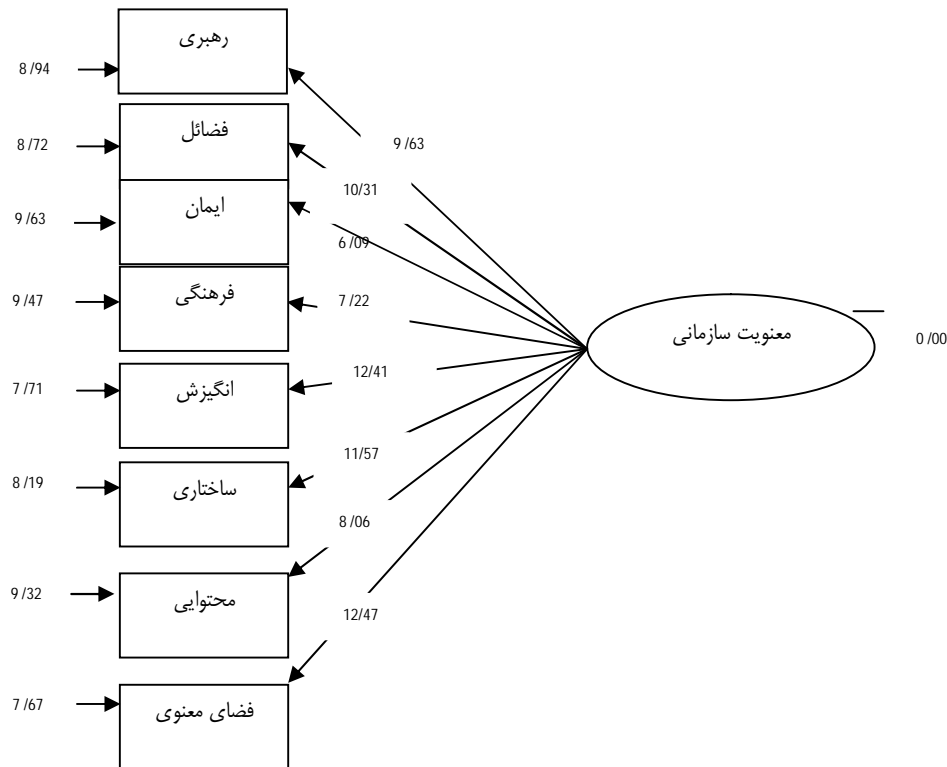 رهبری
8/94
9/63
فضائل
8/72
10/31
ایمان
9/63
6/09
فرهنگی
9/47
7/22
معنویت سازمانی
0/00
انگیزش
7/71
12/41
ساختاری
8/19
11/57
محتوایی
9/32
8/06
فضای معنوی
7/67
12/47